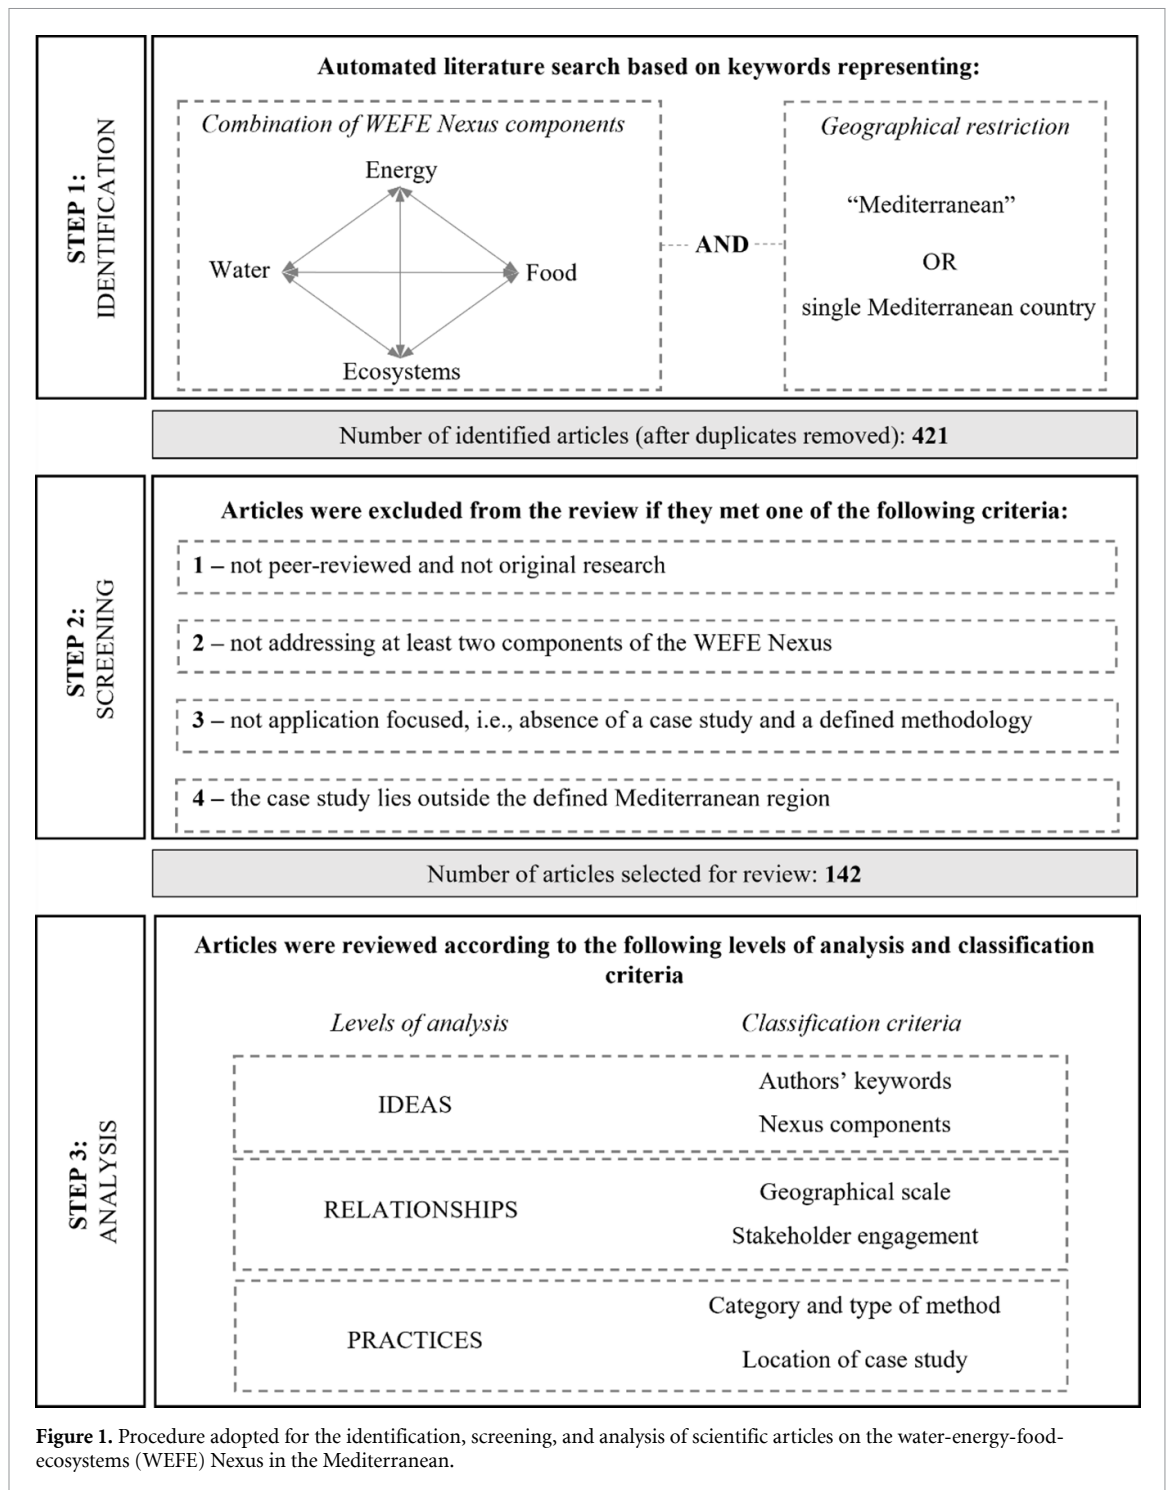 STEP 1:
IDENTIFICATION
Automated literature search based on keywords representing:
Combination of WEFE Nexus components
Energy
Water
Food
Ecosystems
AND
Geographical restriction
“Mediterranean”
OR
single Mediterranean country
Number of identified articles (after duplicates removed): 421
STEP 2:
SCREENING
Articles were excluded from the review if they met one of the following criteria:
1 – not peer-reviewed and not original research
2 – not addressing at least two components of the WEFE Nexus
3 – not application focused, i.e., absence of a case study and a defined methodology
4 – the case study lies outside the defined Mediterranean region
Number of articles selected for review: 142
STEP 3:
ANALYSIS
Articles were reviewed according to the following levels of analysis and classification
criteria
Levels of analysis
Classification criteria
IDEAS
Authors’ keywords
Nexus components
RELATIONSHIPS
Geographical scale
Stakeholder engagement
PRACTICES
Category and type of method
Location of case study
Figure 1. Procedure adopted for the identification, screening, and analysis of scientific articles on the water-energy-food-
ecosystems (WEFE) Nexus in the Mediterranean.